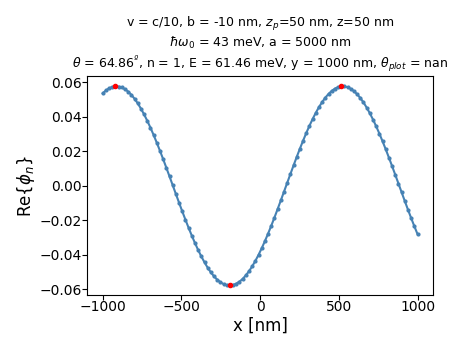 v = c/10, b = -10 nm, z_p=50 nm, z=50 nm
ℏω₀ = 43 meV, a = 5000 nm
θ = 64.86°, n = 1, E = 61.46 meV, y = 1000 nm, θ_plot = nan
0.06
0.04
0.02
0.00
−0.02
−0.04
−0.06
Re{ϕ_n}
−1000 −500 0 500 1000
x [nm]